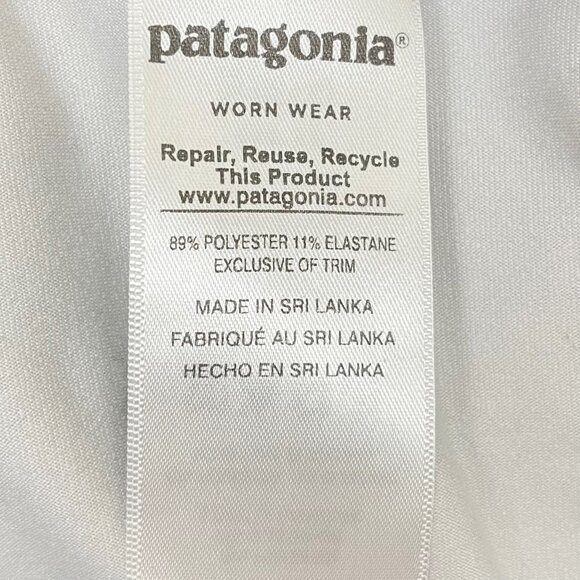 patagonia®
WORN WEAR
Repair, Reuse, Recycle
This Product
www.patagonia.com
89% POLYESTER 11% ELASTANE
EXCLUSIVE OF TRIM
MADE IN SRI LANKA
FABRIQUÉ AU SRI LANKA
HECHO EN SRI LANKA